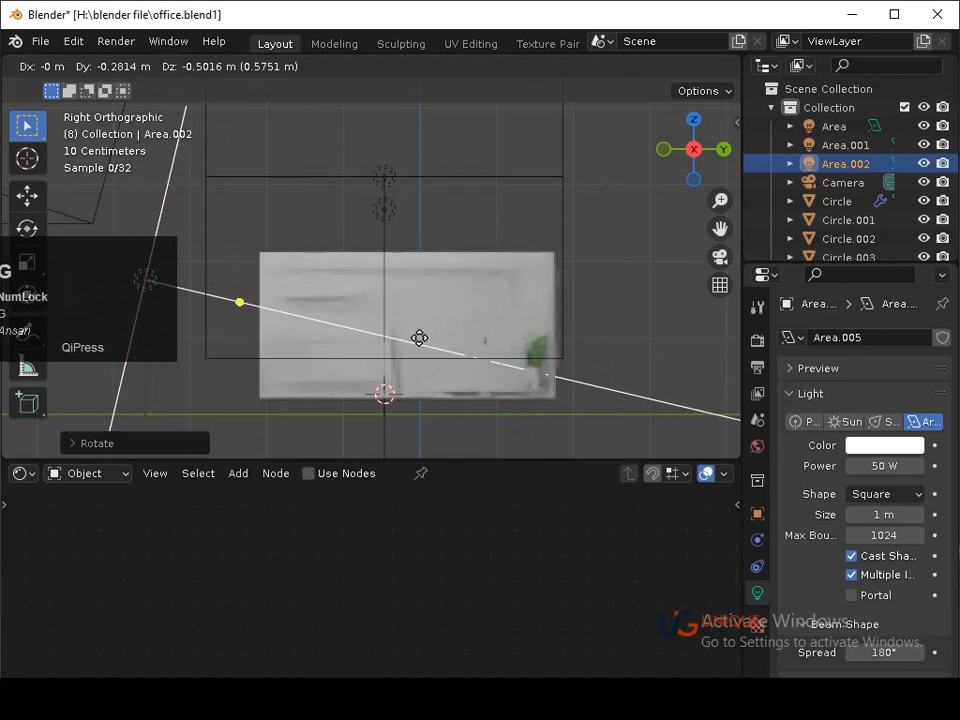 Blender* [H:\blender file\office.blend1]
File Edit Render Window Help Layout Modeling Sculpting UV Editing Texture Pair Scene ViewLayer
Dx: -0 m Dy: -0.2814 m Dz: -0.5016 m (0.5751 m)
Options
Right Orthographic
(8) Collection | Area.002
10 Centimeters
Sample 0/32
Z
X
Y
G
NumLock
G
Ansari
QiPress
Rotate
Object View Select Add Node Use Nodes
Scene Collection
Collection
Area
Area.001
Area.002
Camera
Circle
Circle.001
Circle.002
Circle.003
Area.... Area....
Area.005
Preview
Light
P... Sun S... Ar...
Color
Power 50 W
Shape Square
Size 1 m
Max Bou... 1024
Cast Sha...
Multiple I...
Portal
Beam Shape
Spread 180°
Activate Windows
Go to Settings to activate Windows.